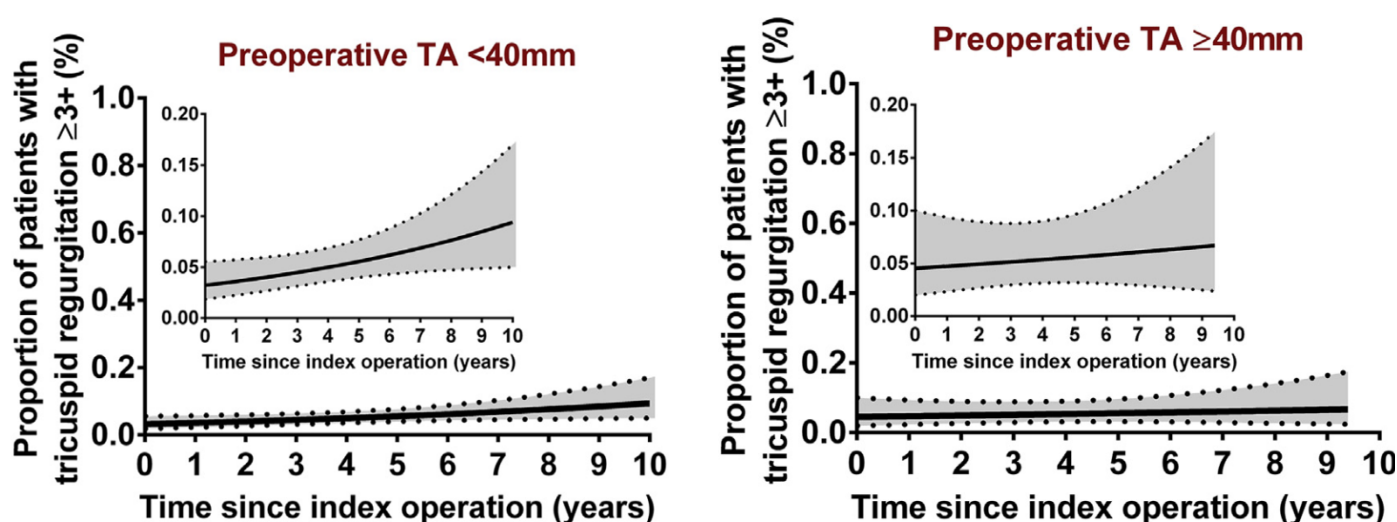 Preoperative TA <40mm
Proportion of patients with
tricuspid regurgitation ≥3+ (%)
1.0
0.8
0.6
0.4
0.2
0.0
0.20
0.15
0.10
0.05
0.00
0 1 2 3 4 5 6 7 8 9 10
Time since index operation (years)
0 1 2 3 4 5 6 7 8 9 10
Time since index operation (years)
Preoperative TA ≥40mm
Proportion of patients with
tricuspid regurgitation ≥3+ (%)
1.0
0.8
0.6
0.4
0.2
0.0
0.20
0.15
0.10
0.05
0.00
0 1 2 3 4 5 6 7 8 9 10
Time since index operation (years)
0 1 2 3 4 5 6 7 8 9 10
Time since index operation (years)